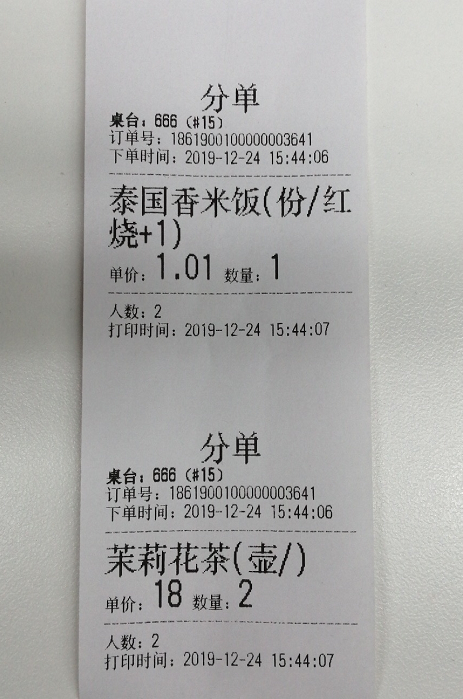 分单
桌台：666（#15）
订单号：1861900100000003641
下单时间：2019-12-24 15:44:06
泰国香米饭(份/红
烧+1)
单价：1.01 数量：1
人数：2
打印时间：2019-12-24 15:44:07
分单
桌台：666（#15）
订单号：1861900100000003641
下单时间：2019-12-24 15:44:06
茉莉花茶(壶/)
单价：18 数量：2
人数：2
打印时间：2019-12-24 15:44:07